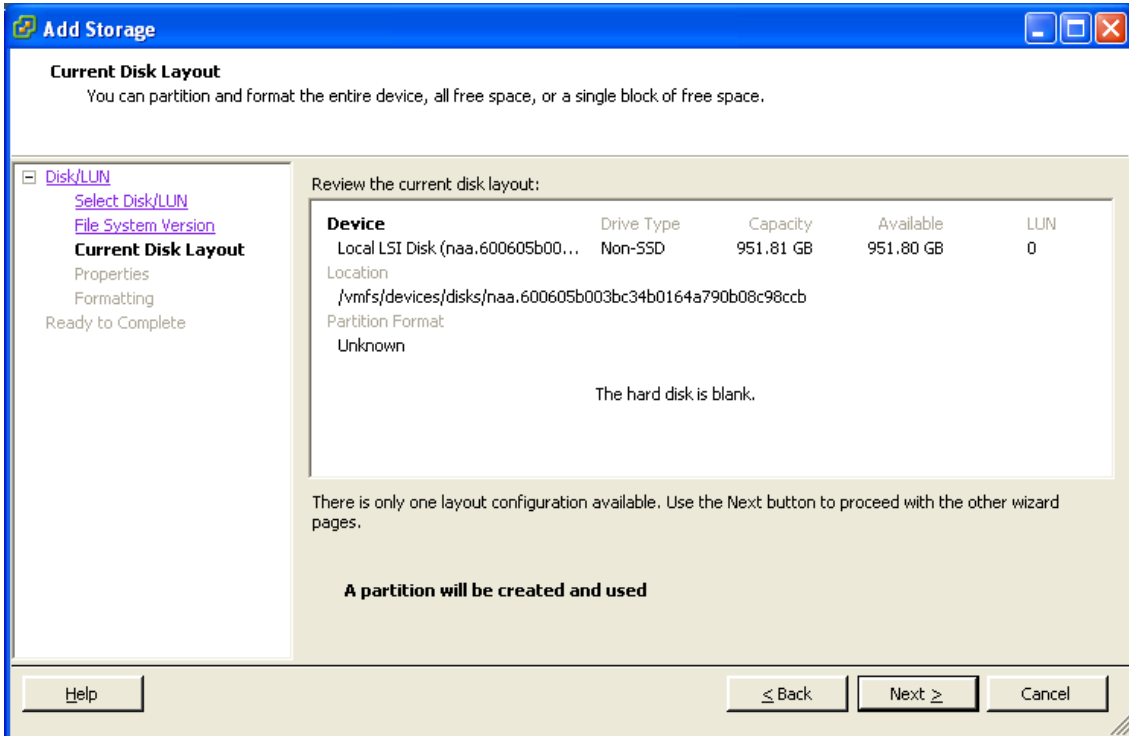 Add Storage
Current Disk Layout
You can partition and format the entire device, all free space, or a single block of free space.
Disk/LUN
Select Disk/LUN
File System Version
Current Disk Layout
Properties
Formatting
Ready to Complete
Review the current disk layout:
Device Drive Type Capacity Available LUN
Local LSI Disk (naa.600605b00... Non-SSD 951.81 GB 951.80 GB 0
Location
/vmfs/devices/disks/naa.600605b003bc34b0164a790b08c98ccb
Partition Format
Unknown
The hard disk is blank.
There is only one layout configuration available. Use the Next button to proceed with the other wizard
pages.
A partition will be created and used
Help < Back Next > Cancel